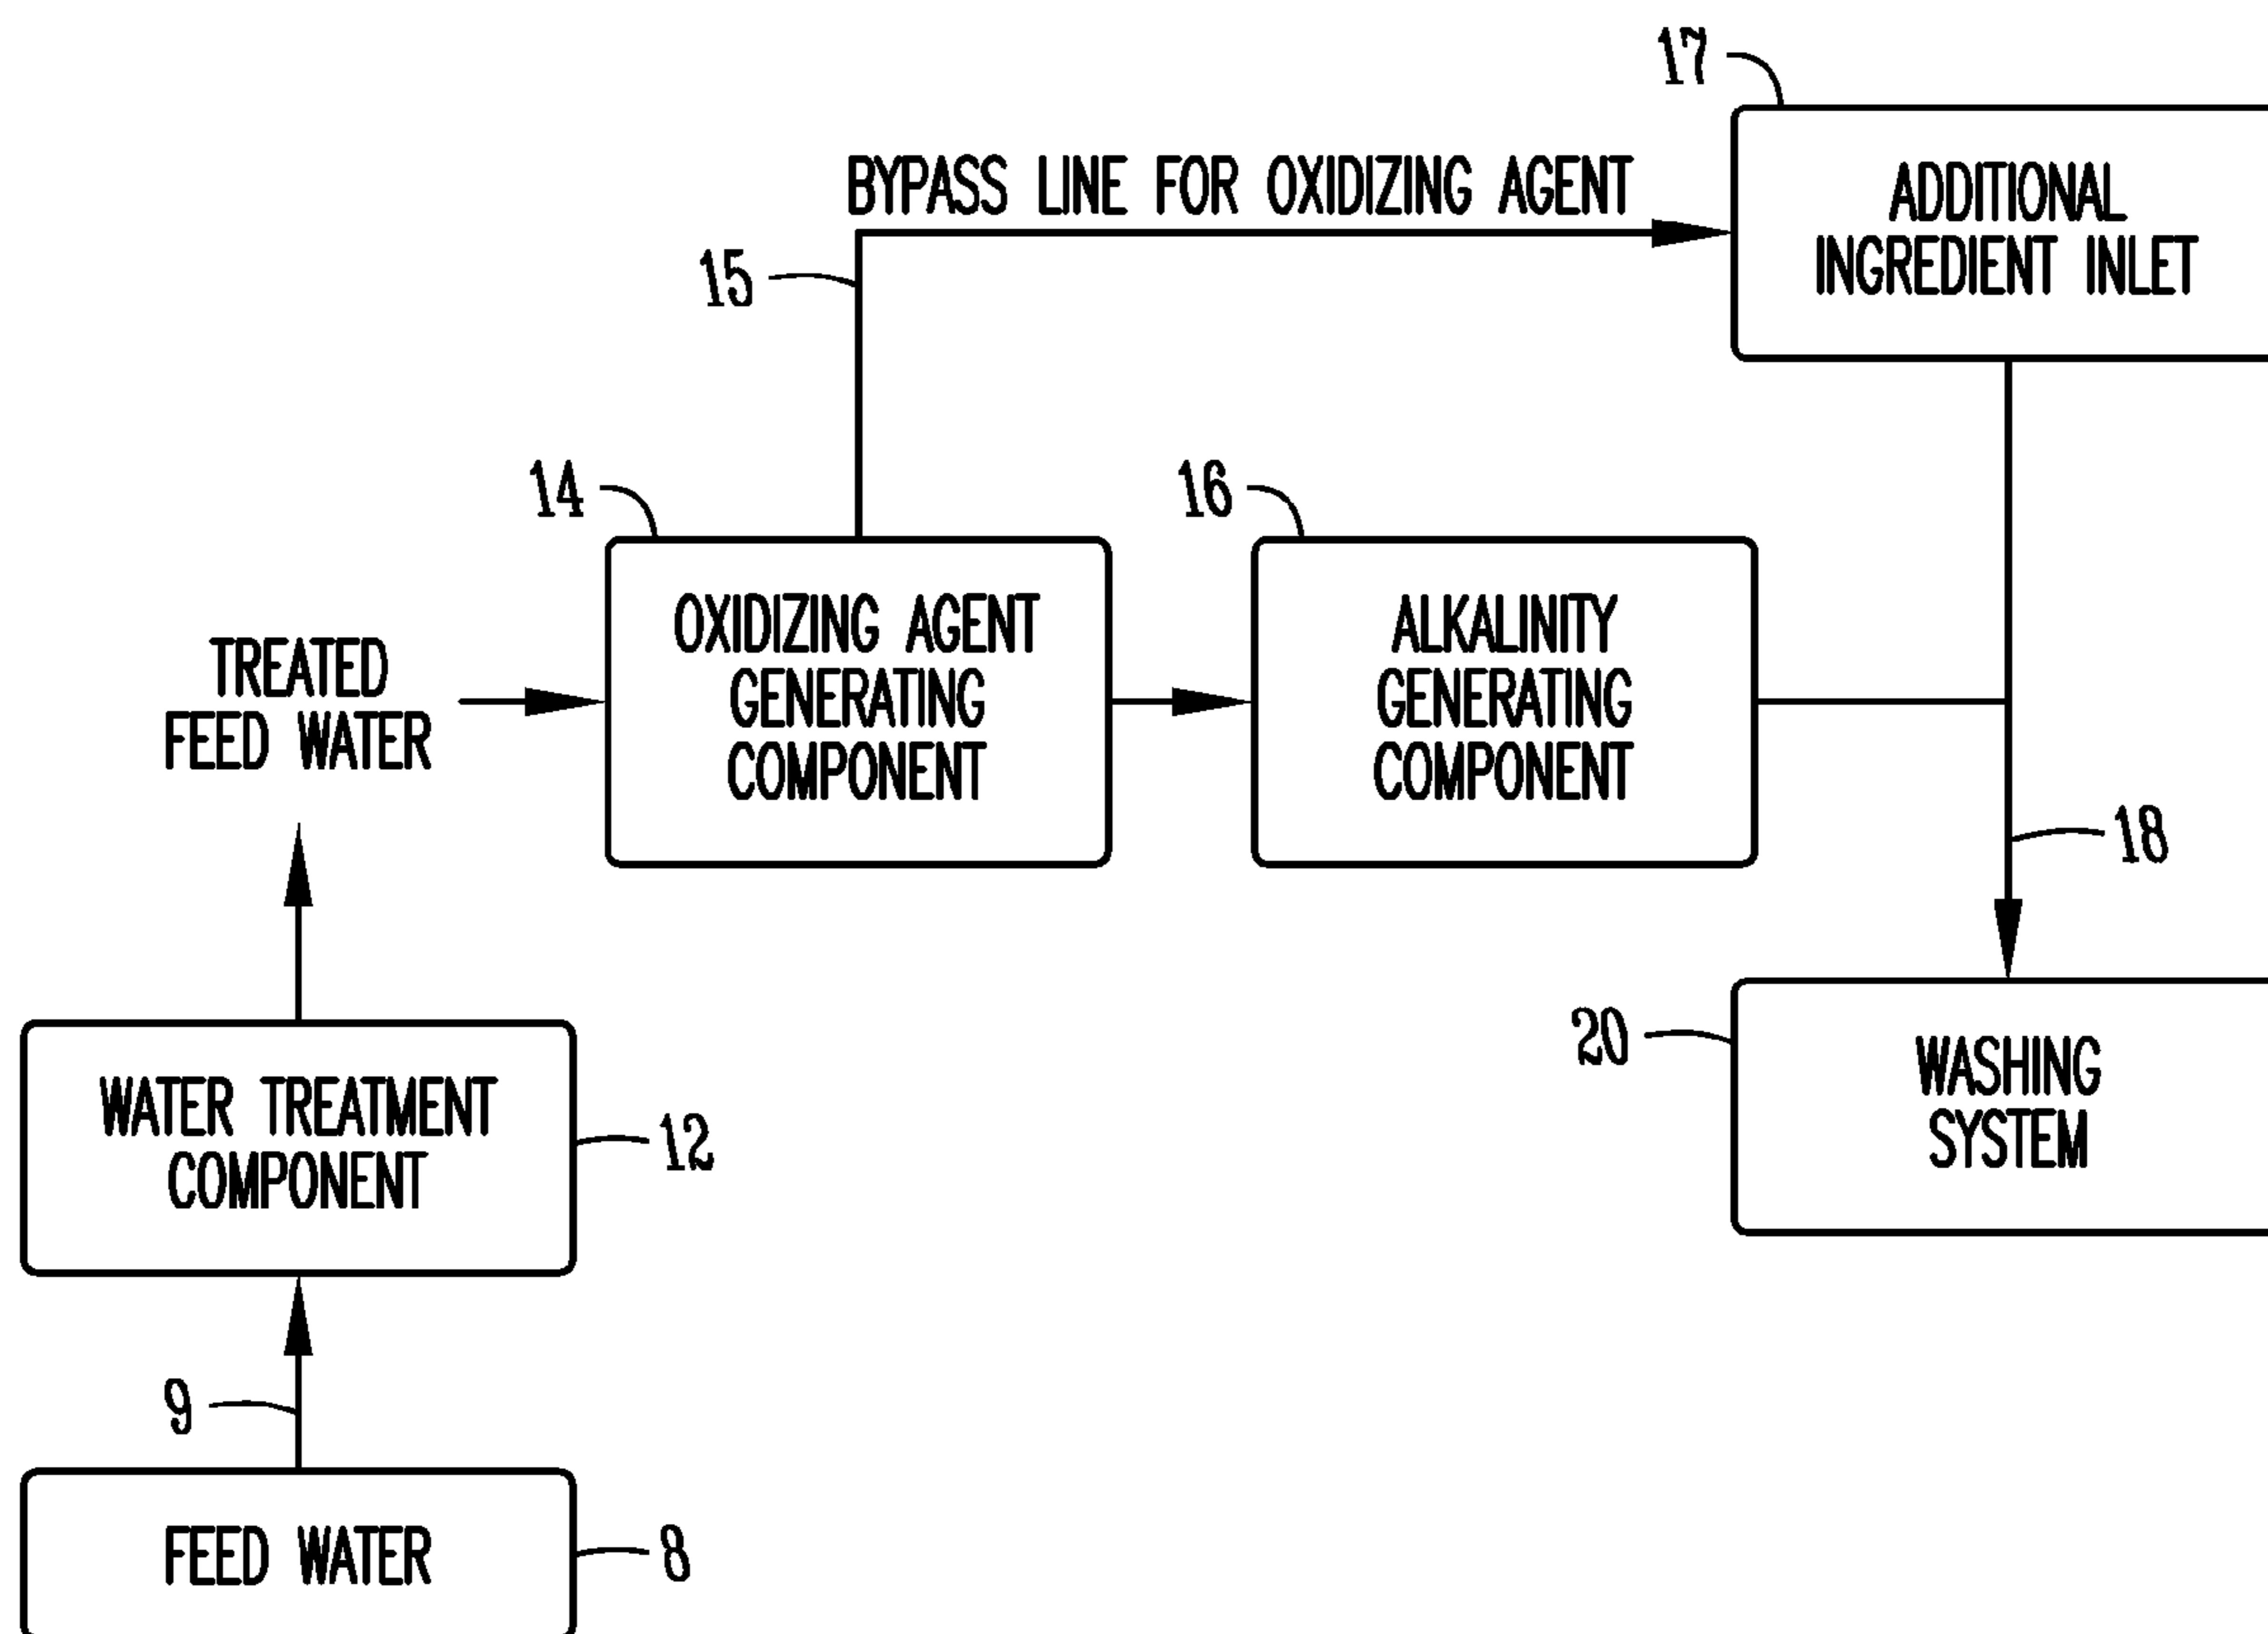 17
BYPASS LINE FOR OXIDIZING AGENT
ADDITIONAL
INGREDIENT INLET
15
14
16
OXIDIZING AGENT
GENERATING
COMPONENT
ALKALINITY
GENERATING
COMPONENT
TREATED
FEED WATER
18
20
WASHING
SYSTEM
WATER TREATMENT
COMPONENT
12
9
FEED WATER
8